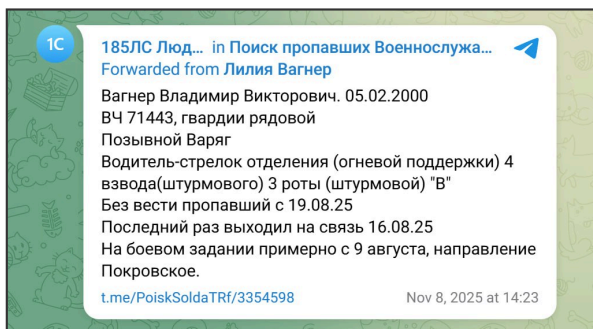 1C
185ЛС Люд... in Поиск пропавших Военнослужа...
Forwarded from Лилия Вагнер
Вагнер Владимир Викторович. 05.02.2000
ВЧ 71443, гвардии рядовой
Позывной Варяг
Водитель-стрелок отделения (огневой поддержки) 4
взвода(штурмового) 3 роты (штурмовой) "В"
Без вести пропавший с 19.08.25
Последний раз выходил на связь 16.08.25
На боевом задании примерно с 9 августа, направление
Покровское.
t.me/PoiskSoldaTRf/3354598
Nov 8, 2025 at 14:23